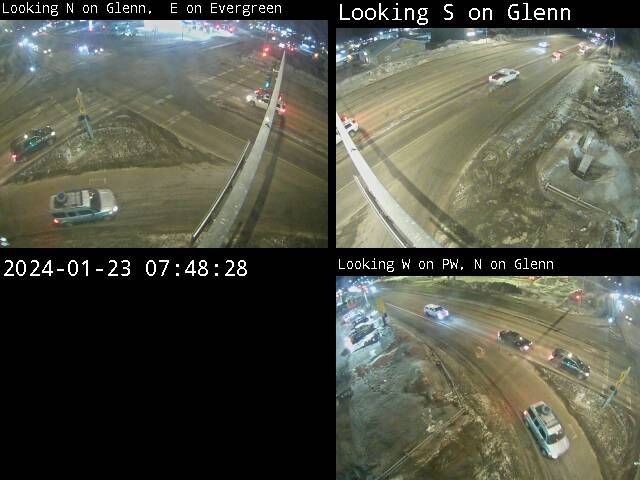 Looking N on Glenn, E on Evergreen
Looking S on Glenn
2024-01-23 07:48:28
Looking W on PW, N on Glenn